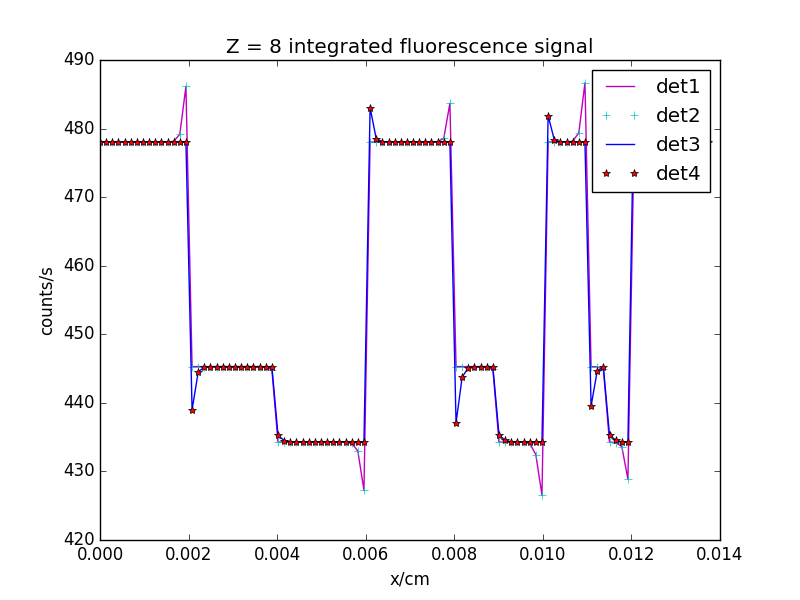 Z = 8 integrated fluorescence signal
490
480
470
460
450
440
430
420
counts/s
det1
det2
det3
det4
0.000 0.002 0.004 0.006 0.008 0.010 0.012 0.014
x/cm